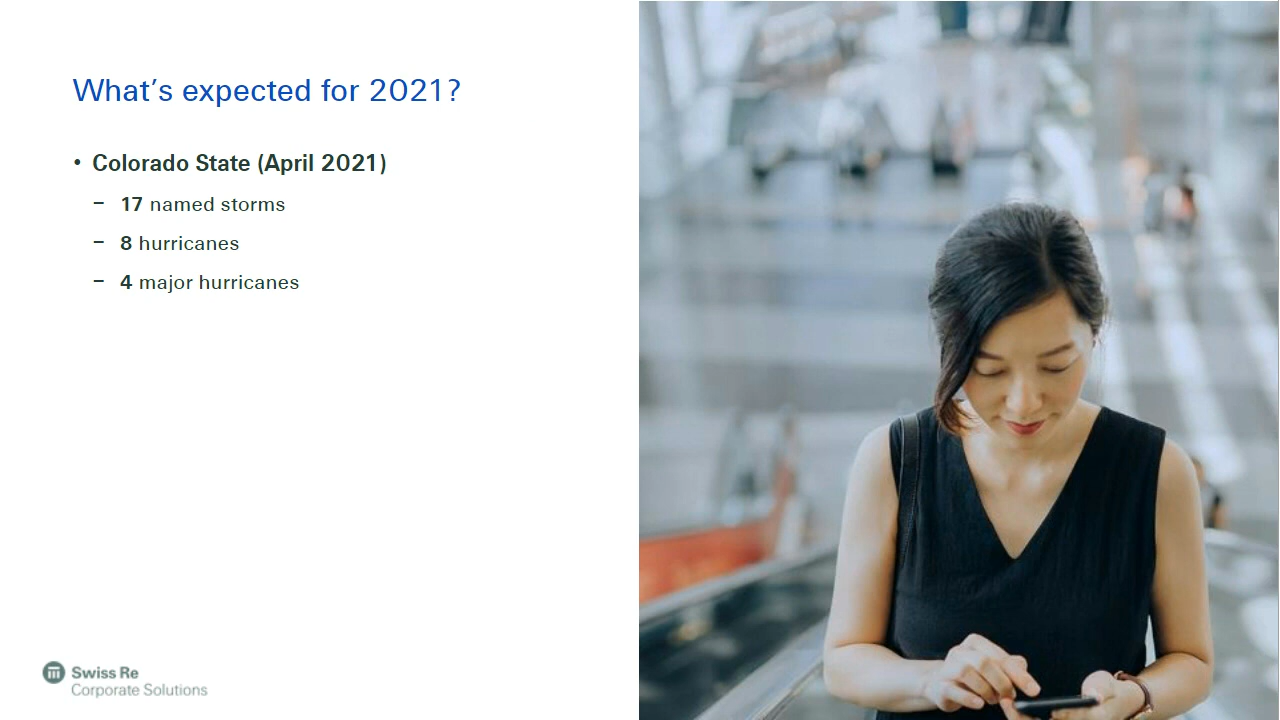 What's expected for 2021?
• Colorado State (April 2021)
– 17 named storms
– 8 hurricanes
– 4 major hurricanes
Swiss Re
Corporate Solutions